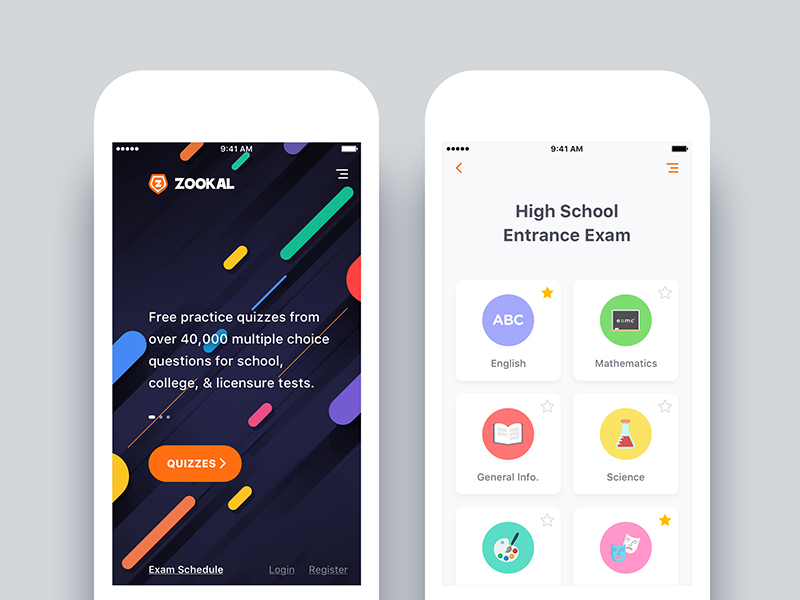 9:41 AM
Z ZOOKAL
Free practice quizzes from
over 40,000 multiple choice
questions for school,
college, & licensure tests.
QUIZZES
Exam Schedule
Login
Register
9:41 AM
High School
Entrance Exam
ABC
English
e=mc²
Mathematics
General Info.
Science